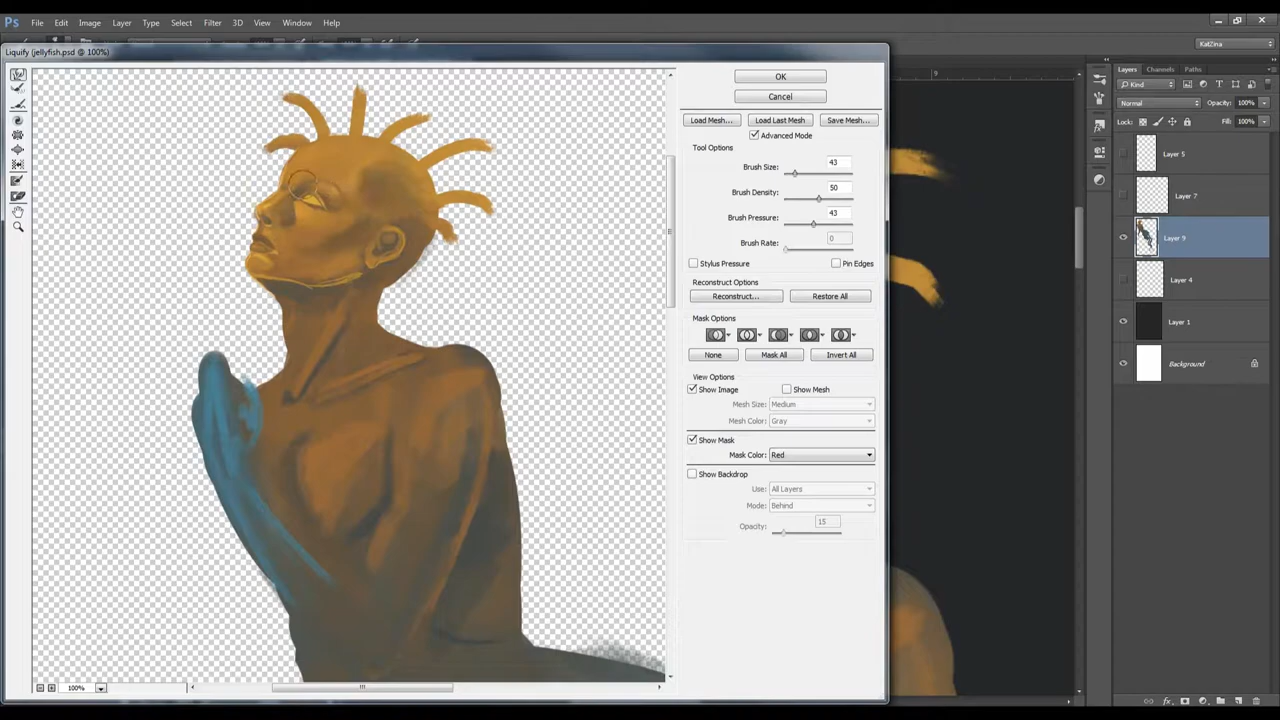 Ps File Edit Image Layer Type Select Filter 3D View Window Help
KatZina
Liquify (jellyfish.psd @ 100%)
OK
Cancel
Load Mesh... Load Last Mesh Save Mesh...
Advanced Mode
Tool Options
Brush Size: 43
Brush Density: 50
Brush Pressure: 43
Brush Rate: 0
Stylus Pressure Pin Edges
Reconstruct Options
Reconstruct... Restore All
Mask Options
None Mask All Invert All
View Options
Show Image Show Mesh
Mesh Size: Medium
Mesh Color: Gray
Show Mask
Mask Color: Red
Show Backdrop
Use: All Layers
Mode: Behind
Opacity: 15
100%
9
Layers Channels Paths
Kind
Normal Opacity: 100%
Lock: Fill: 100%
Layer 5
Layer 7
Layer 9
Layer 4
Layer 1
Background